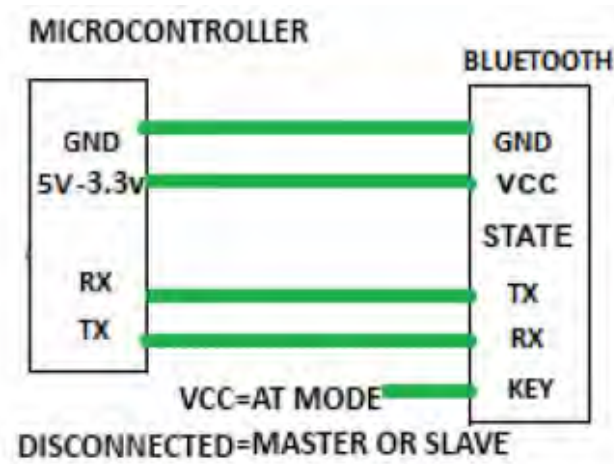 MICROCONTROLLER
BLUETOOTH
GND
GND
5V-3.3v
VCC
STATE
RX
TX
TX
RX
VCC=AT MODE
KEY
DISCONNECTED=MASTER OR SLAVE